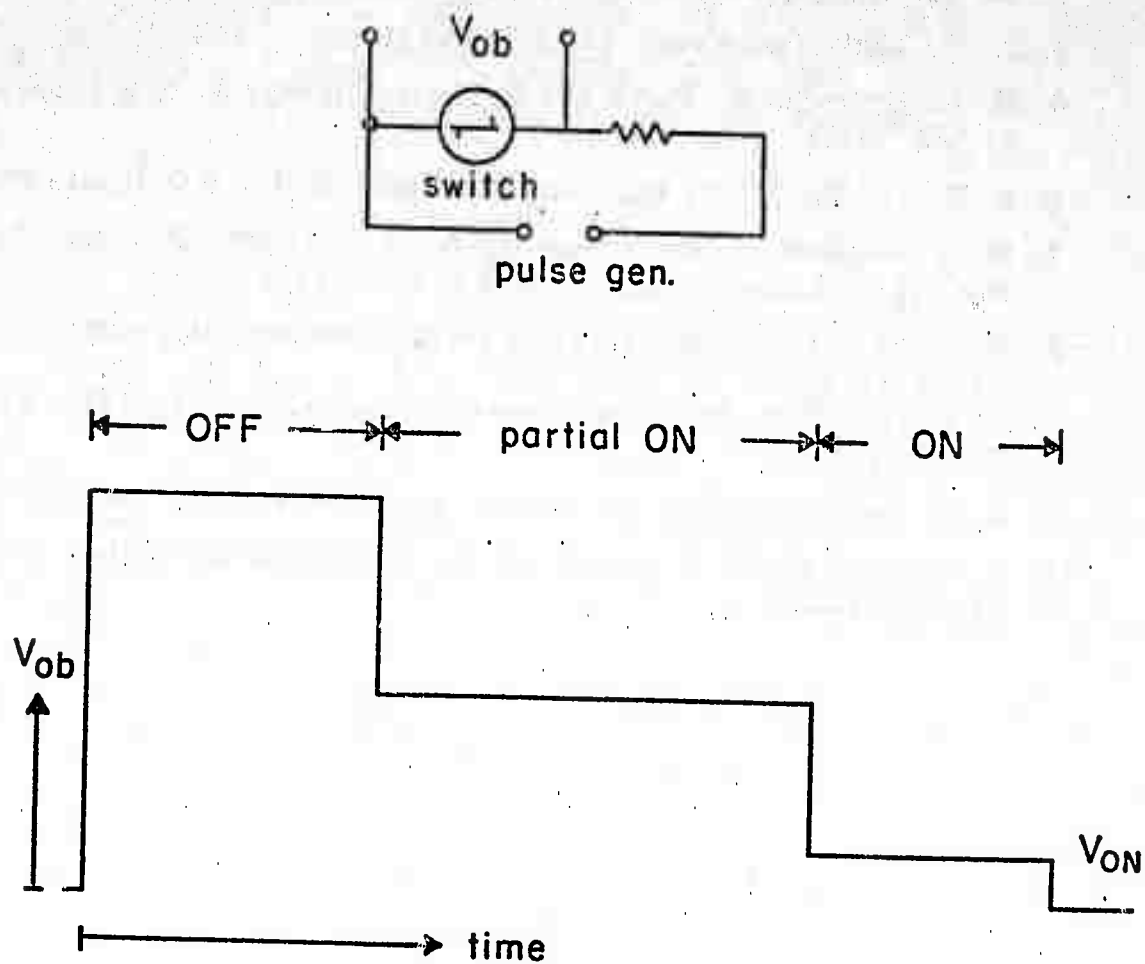 Vob
switch
pulse gen.
OFF partial ON ON
Vob
VON
time